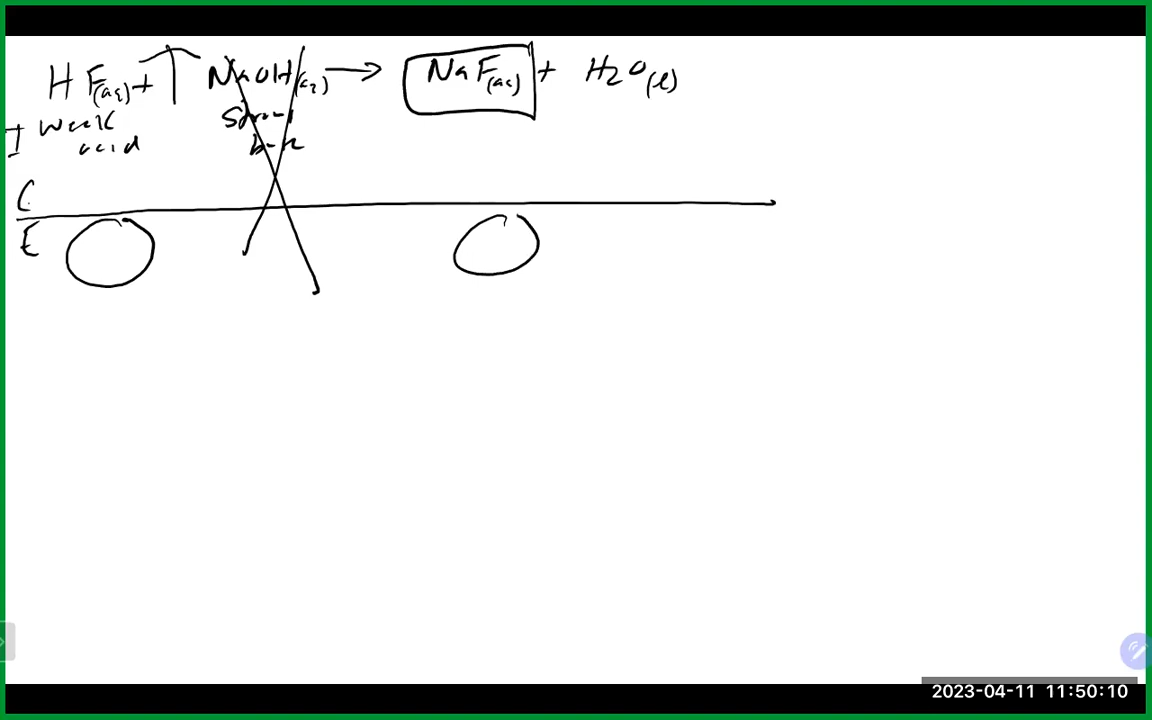 HF(aq) + NaOH(aq) → NaF(aq) + H2O(l)
I weak strong
acid base
C
E
2023-04-11 11:50:10